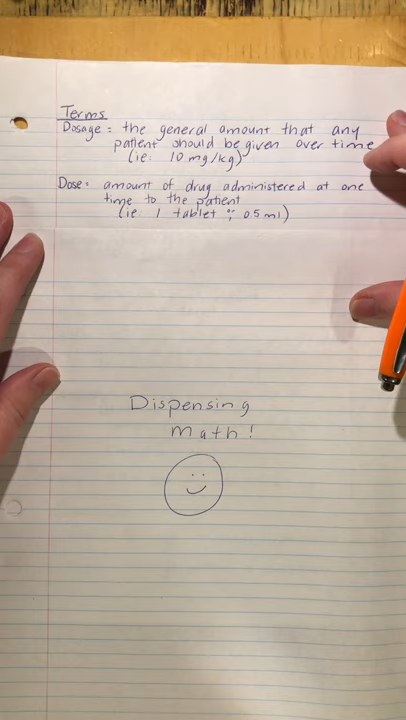 Terms
Dosage = the general amount that any
patient should be given over time
(ie: 10 mg/kg)
Dose = amount of drug administered at one
time to the patient
(ie: 1 tablet ; 0.5 ml)
Dispensing
Math!